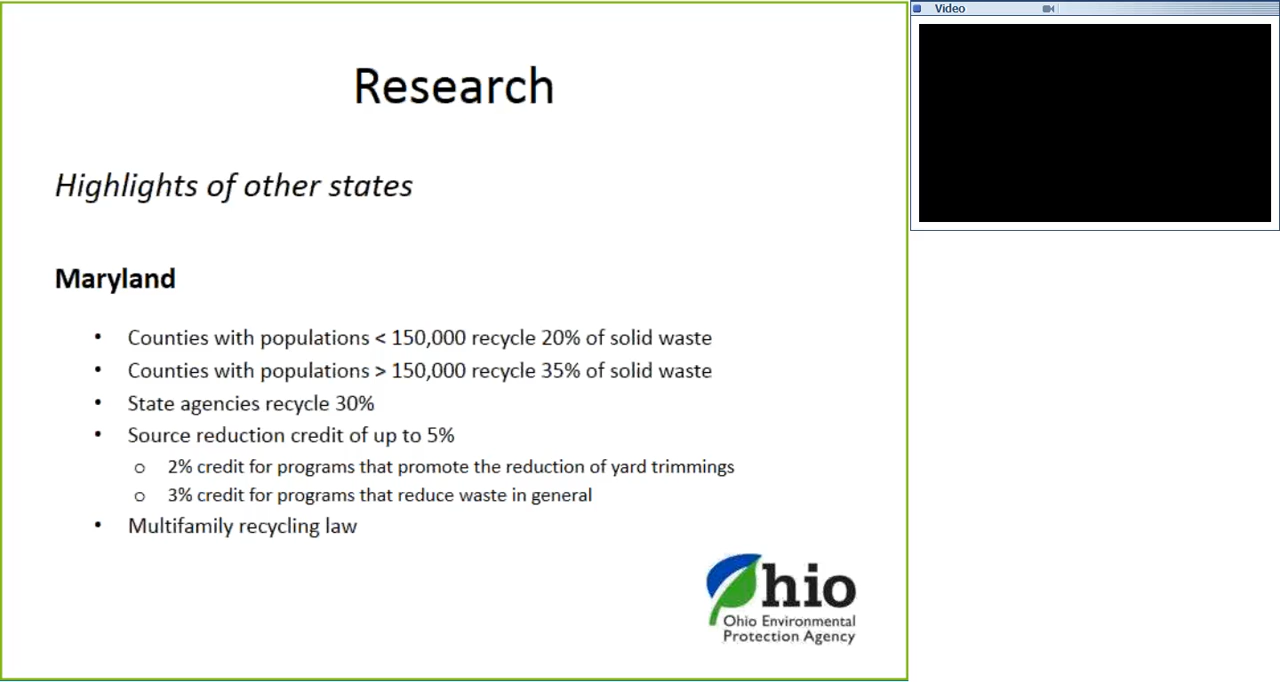 Research
Highlights of other states
Maryland
• Counties with populations < 150,000 recycle 20% of solid waste
• Counties with populations > 150,000 recycle 35% of solid waste
• State agencies recycle 30%
• Source reduction credit of up to 5%
o 2% credit for programs that promote the reduction of yard trimmings
o 3% credit for programs that reduce waste in general
• Multifamily recycling law
Ohio
Ohio Environmental
Protection Agency
Video